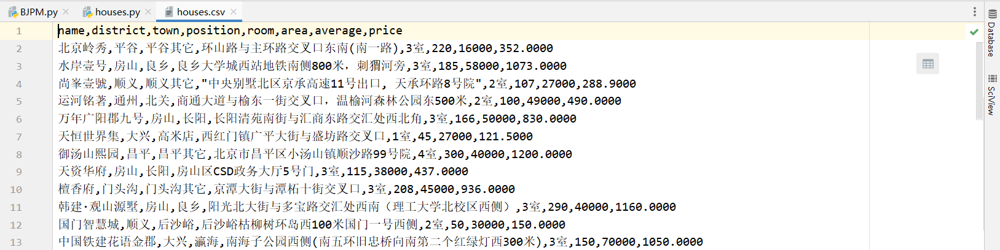 BJPM.py houses.py houses.csv
1 name,district,town,position,room,area,average,price
2 北京岭秀,平谷,平谷其它,环山路与主环路交叉口东南(南一路),3室,220,16000,352.0000
3 水岸壹号,房山,良乡,良乡大学城西站地铁南侧800米，刺猬河旁,3室,185,58000,1073.0000
4 尚峯壹號,顺义,顺义其它,"中央别墅北区京承高速11号出口, 天承环路8号院",2室,107,27000,288.9000
5 运河铭著,通州,北关,商通大道与榆东一街交叉口，温榆河森林公园东500米,2室,100,49000,490.0000
6 万年广阳郡九号,房山,长阳,长阳清苑南街与汇商东路交汇处西北角,3室,166,50000,830.0000
7 天恒世界集,大兴,高米店,西红门镇广平大街与盛坊路交叉口,1室,45,27000,121.5000
8 御汤山熙园,昌平,昌平其它,北京市昌平区小汤山镇顺沙路99号院,4室,300,40000,1200.0000
9 天资华府,房山,长阳,房山区CSD政务大厅5号门,3室,115,38000,437.0000
10 檀香府,门头沟,门头沟其它,京潭大街与潭柘十街交叉口,3室,208,45000,936.0000
11 韩建·观山源墅,房山,良乡,阳光北大街与多宝路交汇处西南（理工大学北校区西侧）,3室,290,40000,1160.0000
12 国门智慧城,顺义,后沙峪,后沙峪枯柳树环岛西100米国门一号西侧,2室,50,30000,150.0000
13 中国铁建花语金郡,大兴,瀛海,南海子公园西侧(南五环旧忠桥向南第二个红绿灯西300米),3室,150,70000,1050.0000
Database
SciView